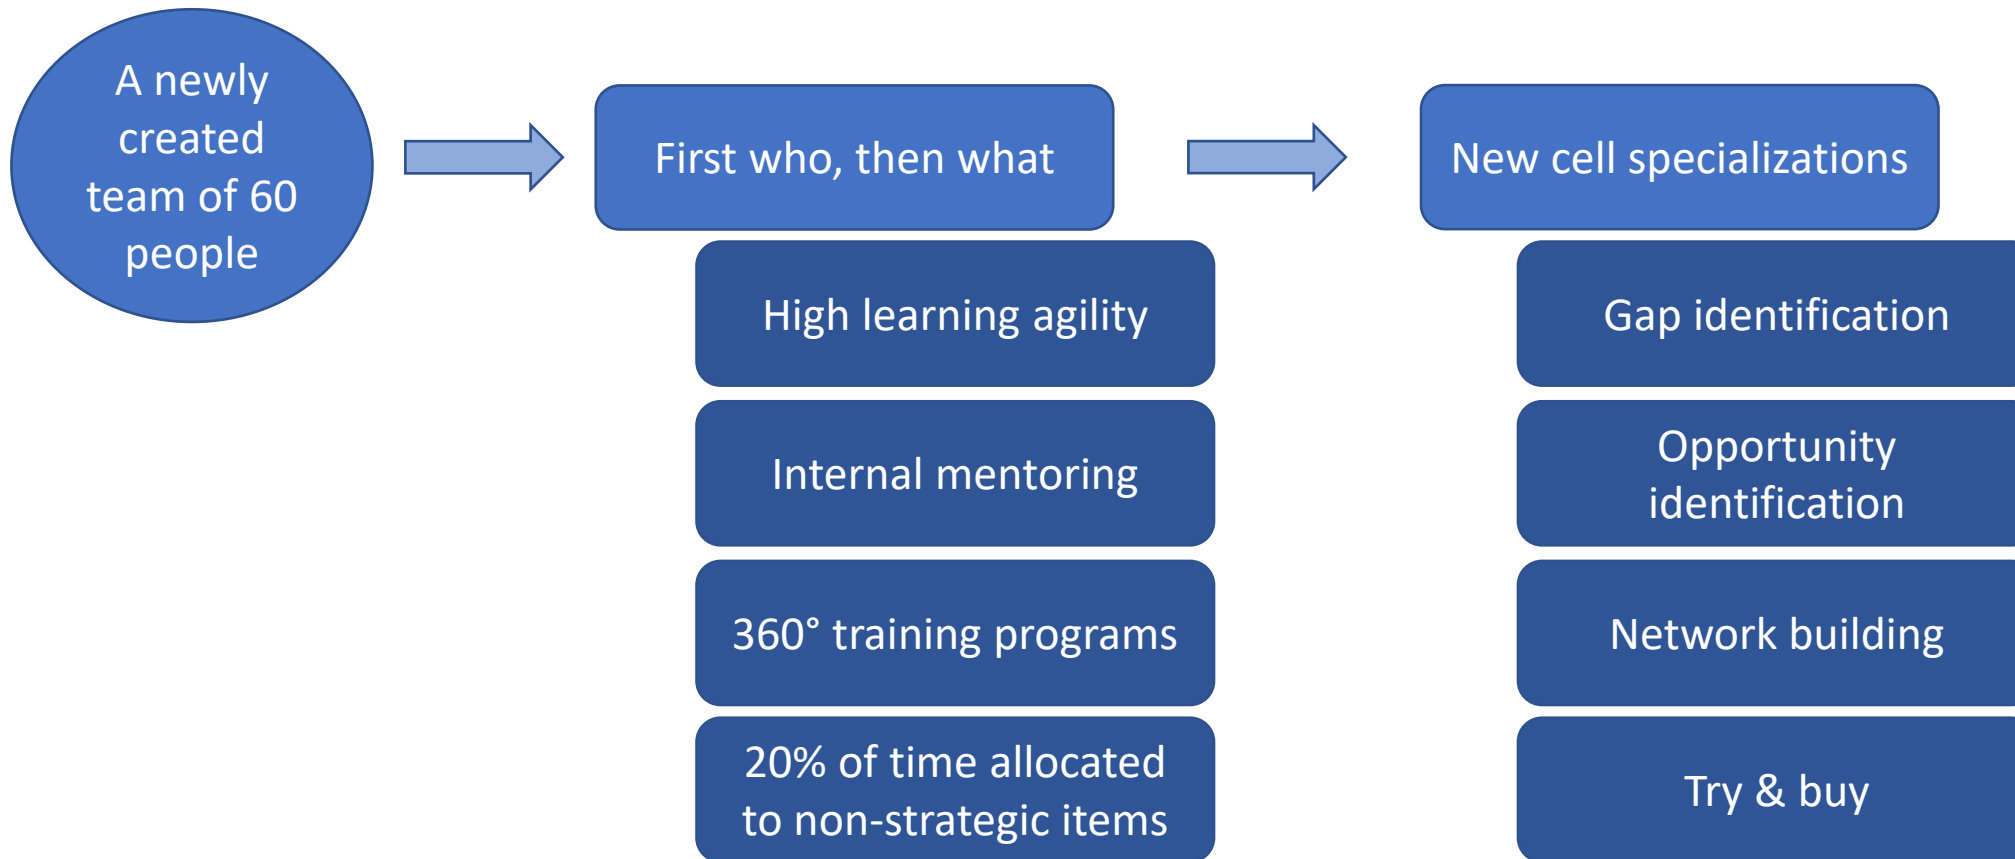 A newly
created
team of 60
people
First who, then what
High learning agility
Internal mentoring
360° training programs
20% of time allocated
to non-strategic items
New cell specializations
Gap identification
Opportunity
identification
Network building
Try & buy